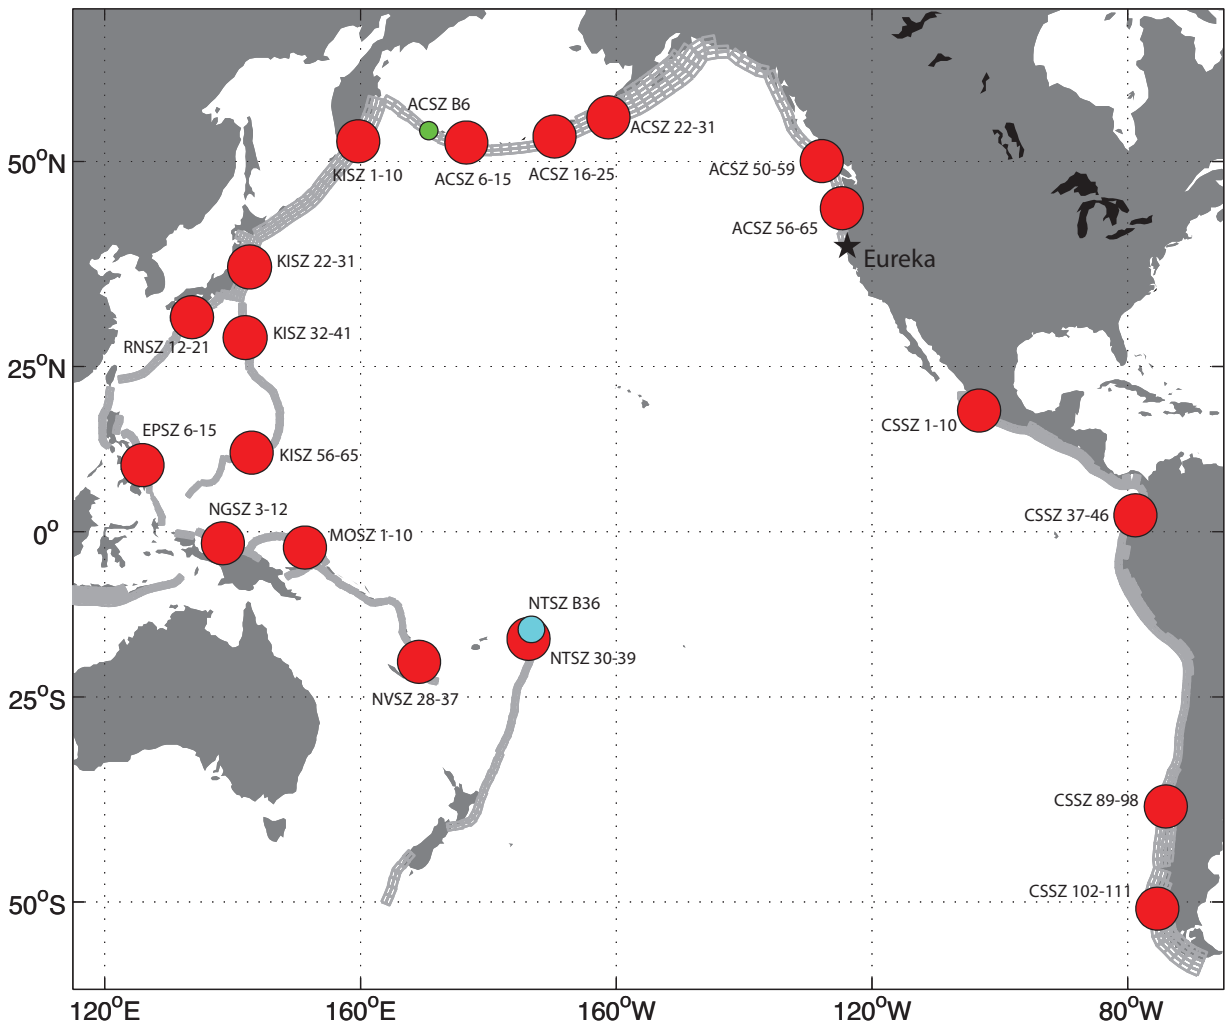 ACSZ B6
ACSZ 22-31
50°N
KISZ 1-10
ACSZ 6-15
ACSZ 16-25
ACSZ 50-59
ACSZ 56-65
Eureka
KISZ 22-31
KISZ 32-41
RNSZ 12-21
25°N
CSSZ 1-10
EPSZ 6-15
KISZ 56-65
NGSZ 3-12
CSSZ 37-46
0°
MOSZ 1-10
NTSZ B36
NTSZ 30-39
NVSZ 28-37
25°S
CSSZ 89-98
CSSZ 102-111
50°S
120°E
160°E
160°W
120°W
80°W